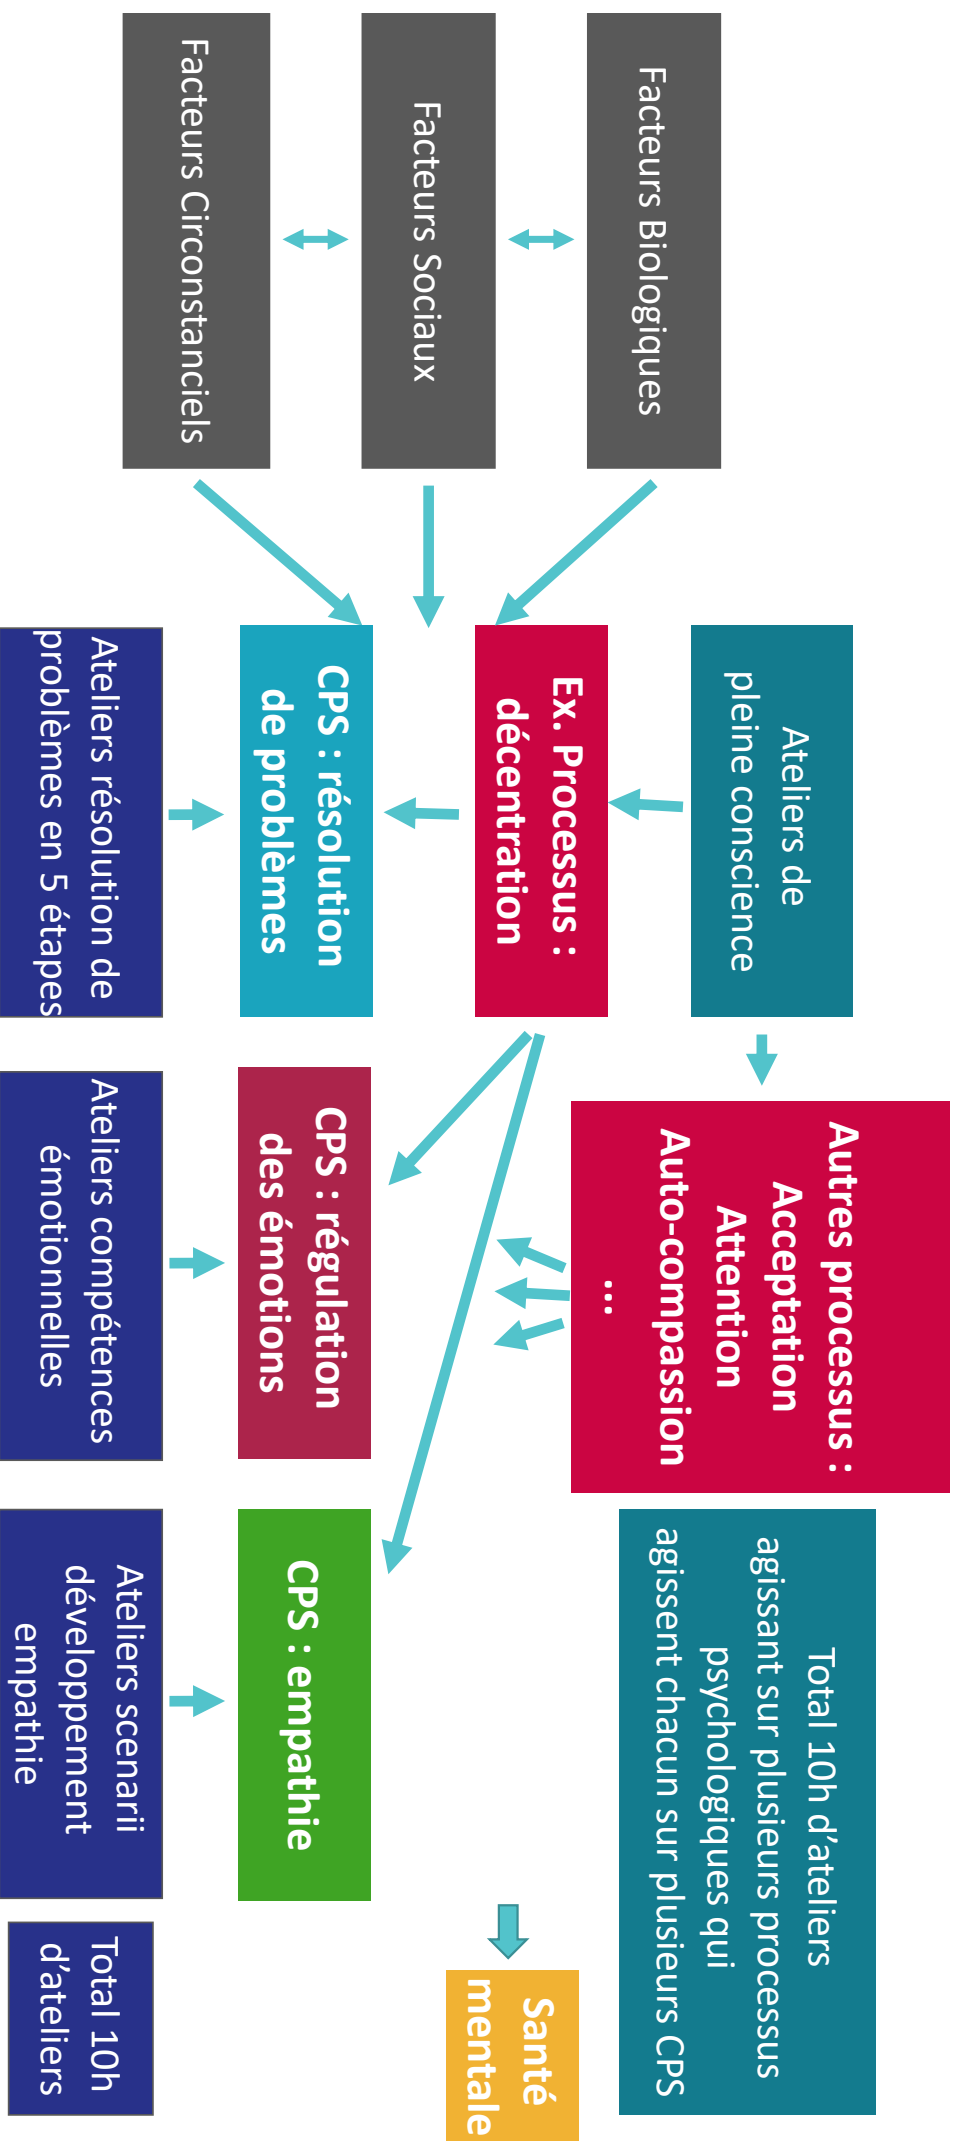 Facteurs Biologiques
Facteurs Sociaux
Facteurs Circonstanciels
Ateliers de
pleine conscience
Ex. Processus :
décentration
CPS : résolution
de problèmes
Ateliers résolution de
problèmes en 5 étapes
Autres processus :
Acceptation
Attention
Auto-compassion
...
CPS : régulation
des émotions
Ateliers compétences
émotionnelles
Total 10h d’ateliers
agissant sur plusieurs processus
psychologiques qui
agissent chacun sur plusieurs CPS
CPS : empathie
Ateliers scenarii
développement
empathie
Santé
mentale
Total 10h
d’ateliers